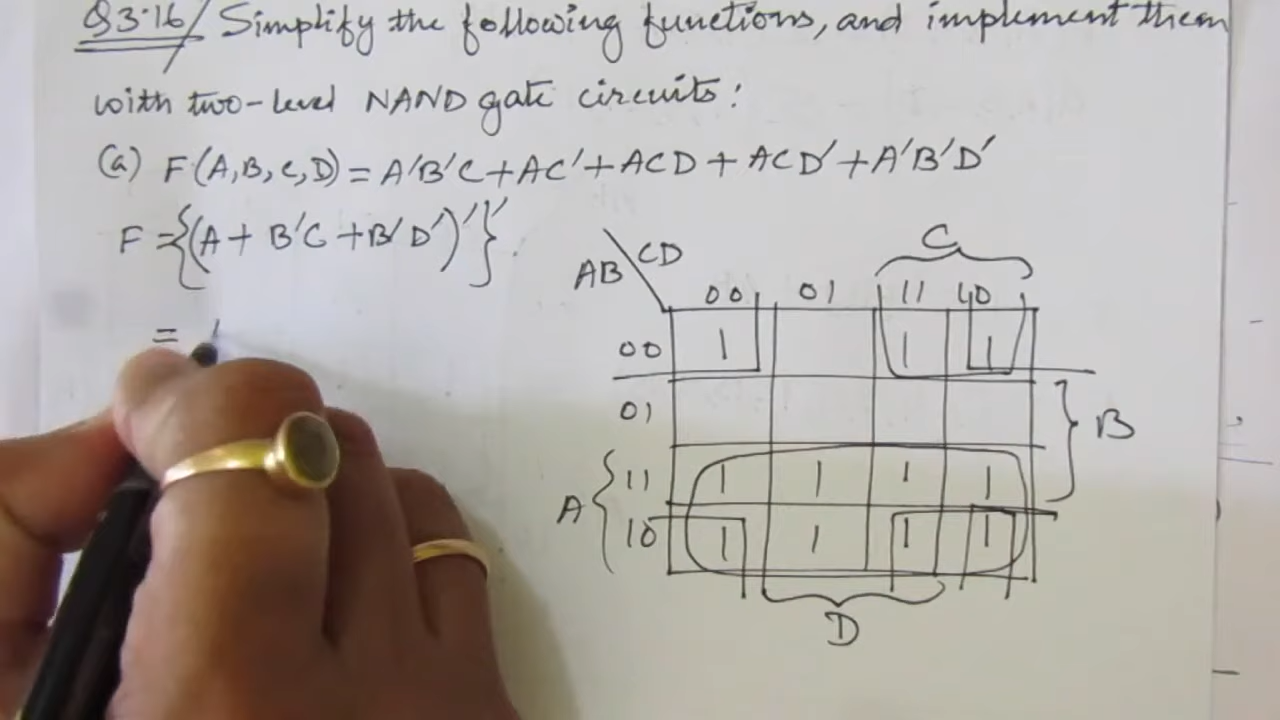 Q3.16/ Simplify the following functions, and implement them
with two-level NAND gate circuits:
(a) F(A,B,C,D) = A'B'C + AC' + ACD + ACD' + A'B'D'
F = {(A + B'C + B'D')'}'
=
C
CD
AB
00 01 11 10
00 1 1 1
01
B
11 1 1 1 1
A
10 1 1 1 1
D